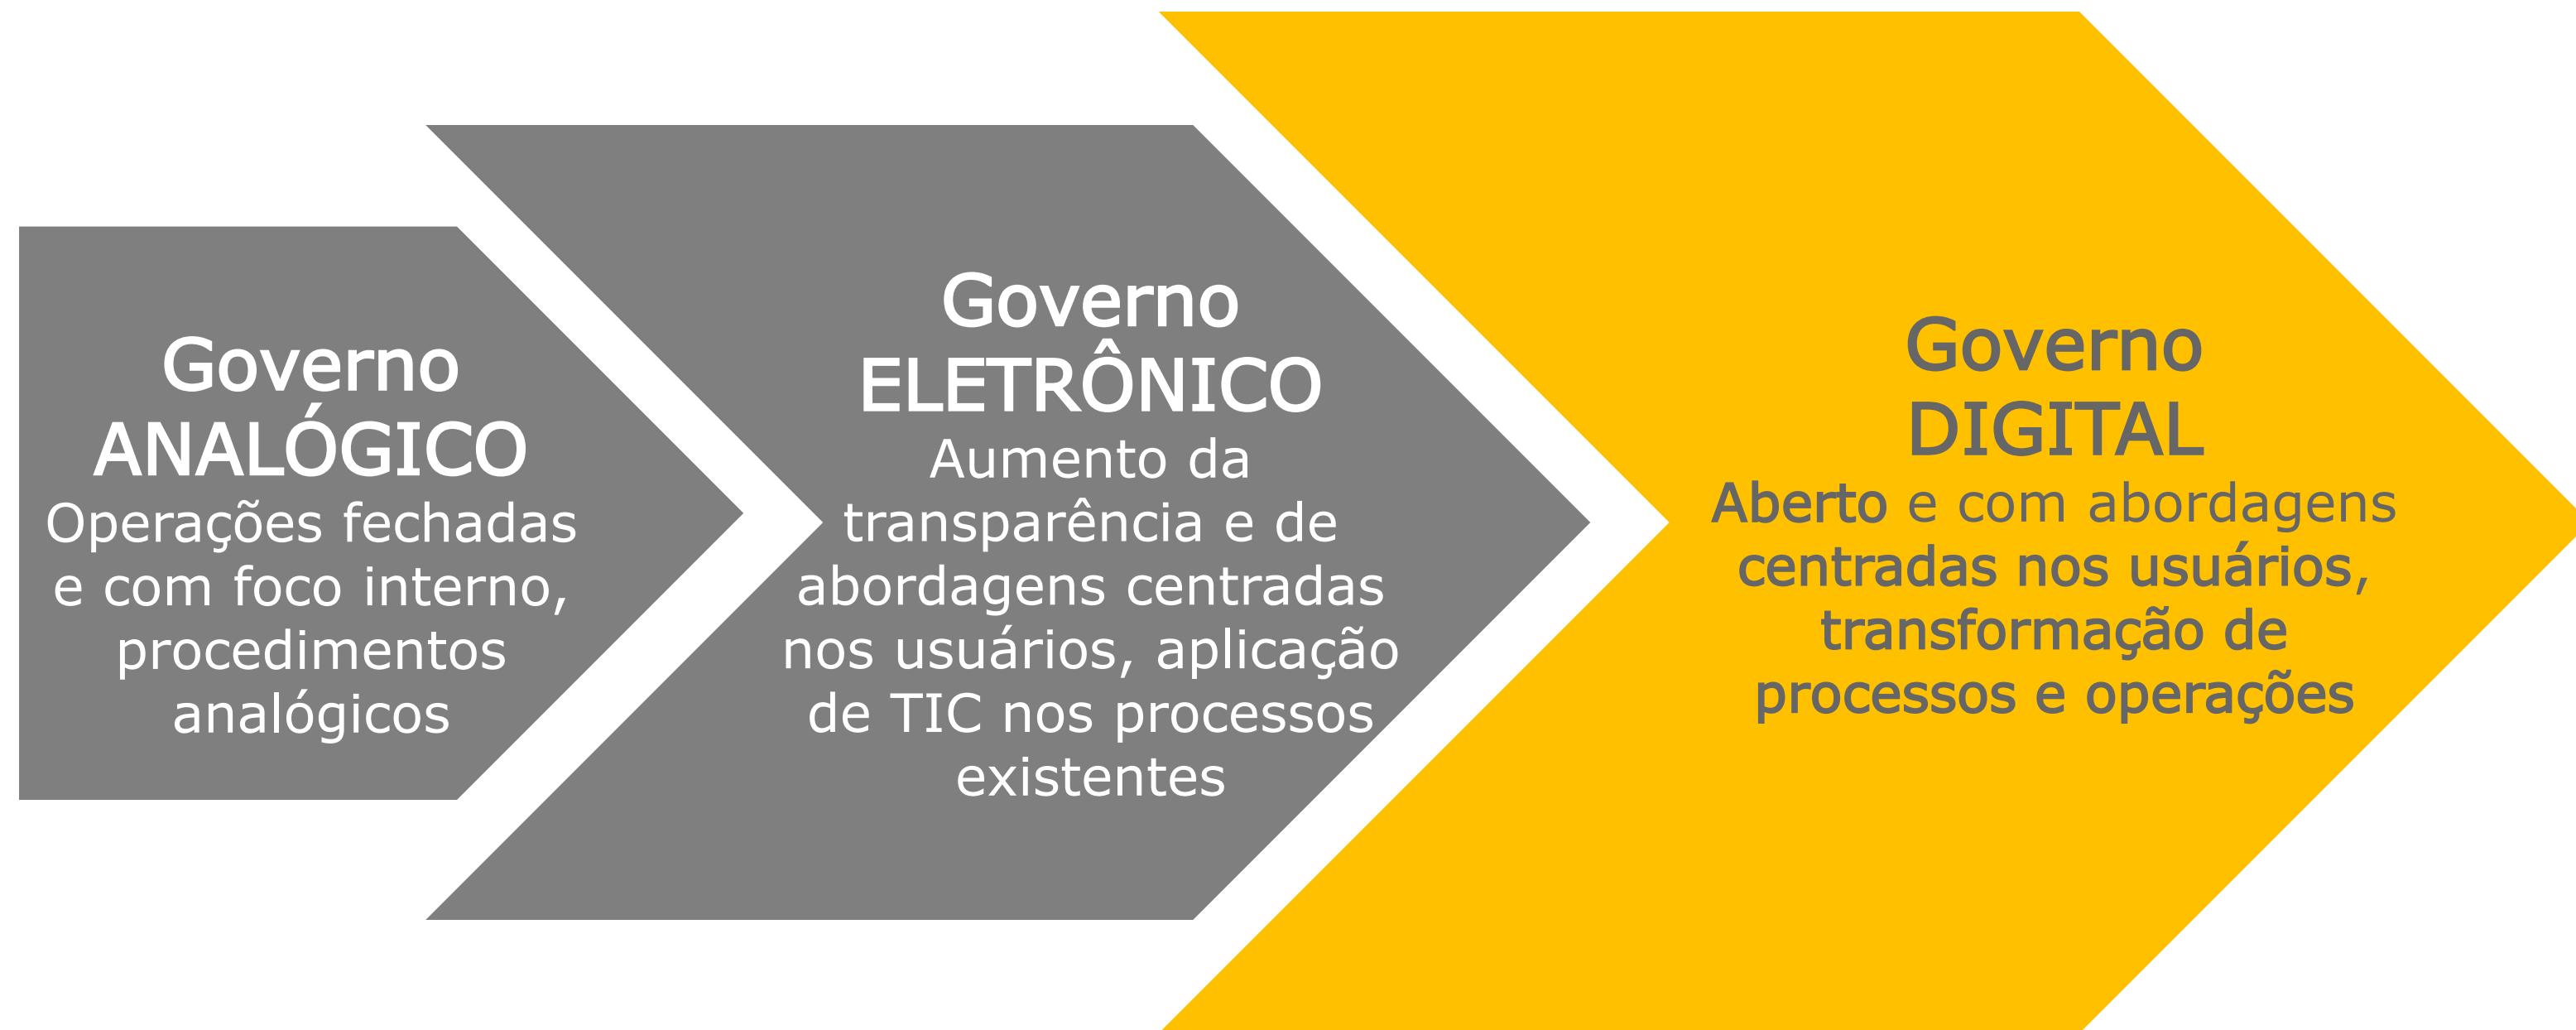 Governo
ANALÓGICO
Operações fechadas
e com foco interno,
procedimentos
analógicos
Governo
ELETRÔNICO
Aumento da
transparência e de
abordagens centradas
nos usuários, aplicação
de TIC nos processos
existentes
Governo
DIGITAL
Aberto e com abordagens
centradas nos usuários,
transformação de
processos e operações